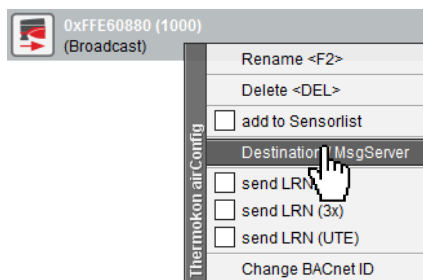 0xFFE60880 (1000)
(Broadcast)
Thermokon airConfig
Rename <F2>
Delete <DEL>
add to Sensorlist
Destination MsgServer
send LRN
send LRN (3x)
send LRN (UTE)
Change BACnet ID